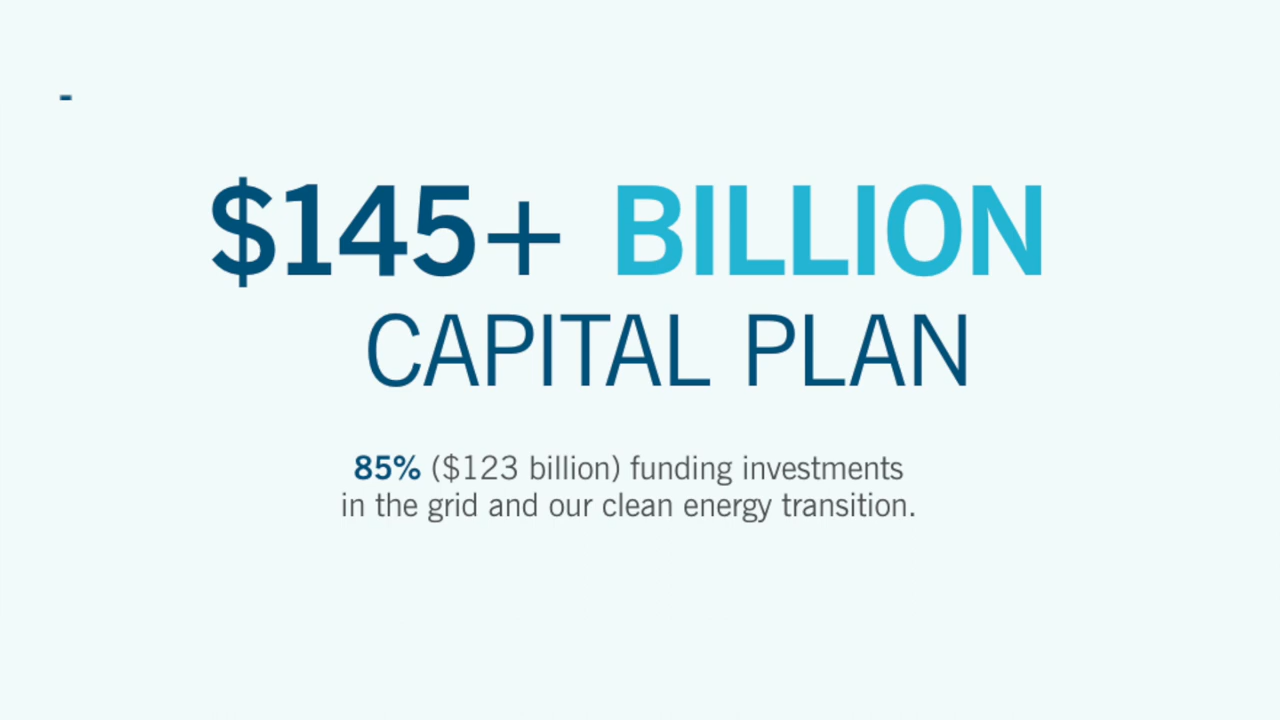 $145+ BILLION
CAPITAL PLAN
85% ($123 billion) funding investments
in the grid and our clean energy transition.